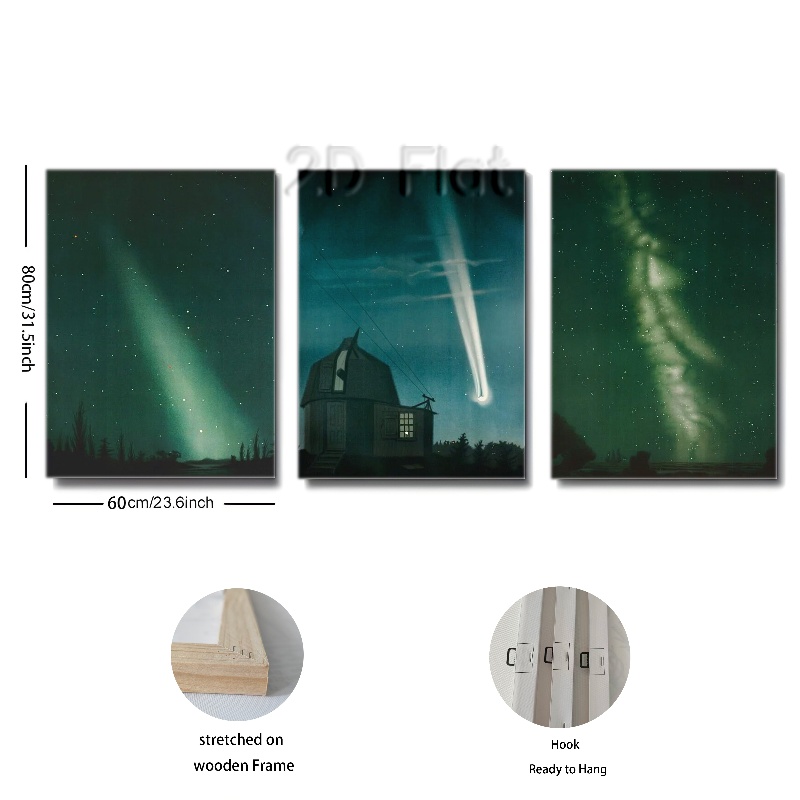 2D Flat
80cm/31.5inch
60cm/23.6inch
stretched on
wooden Frame
Hook
Ready to Hang